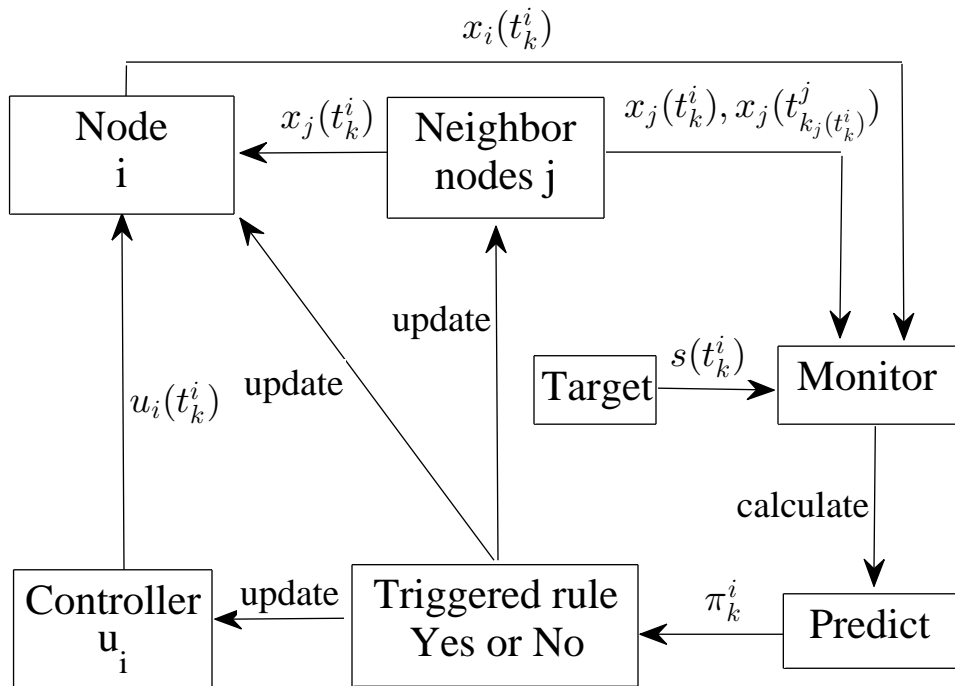 x_i(t_k^i)
Node
i
x_j(t_k^i)
Neighbor
nodes j
x_j(t_k^i), x_j(t_{k_j(t_k^i)}^j)
update
update
u_i(t_k^i)
Target
s(t_k^i)
Monitor
calculate
Controller
u_i
update
Triggered rule
Yes or No
π_k^i
Predict